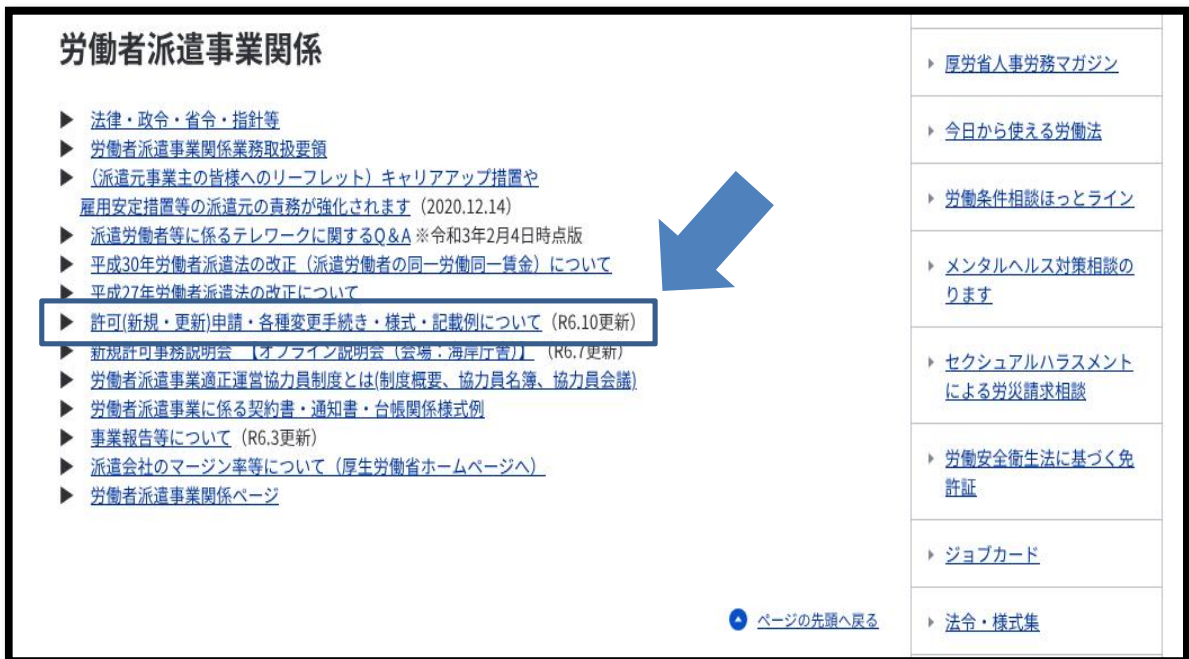 労働者派遣事業関係
▶ 法律・政令・省令・指針等
▶ 労働者派遣事業関係業務取扱要領
▶ （派遣元事業主の皆様へのリーフレット）キャリアアップ措置や
雇用安定措置等の派遣元の責務が強化されます（2020.12.14）
▶ 派遣労働者等に係るテレワークに関するQ&A ※令和3年2月4日時点版
▶ 平成30年労働者派遣法の改正（派遣労働者の同一労働同一賃金）について
▶ 平成27年労働者派遣法の改正について
▶ 許可(新規・更新)申請・各種変更手続き・様式・記載例について（R6.10更新）
▶ 新規許可事務説明会 【オフライン説明会（会場：海岸庁舎)】（R6.7更新）
▶ 労働者派遣事業適正運営協力員制度とは(制度概要、協力員名簿、協力員会議)
▶ 労働者派遣事業に係る契約書・通知書・台帳関係様式例
▶ 事業報告等について（R6.3更新）
▶ 派遣会社のマージン率等について（厚生労働省ホームページへ）
▶ 労働者派遣事業関係ページ
ページの先頭へ戻る
厚労省人事労務マガジン
今日から使える労働法
労働条件相談ほっとライン
メンタルヘルス対策相談の
ります
セクシュアルハラスメント
による労災請求相談
労働安全衛生法に基づく免
許証
ジョブカード
法令・様式集